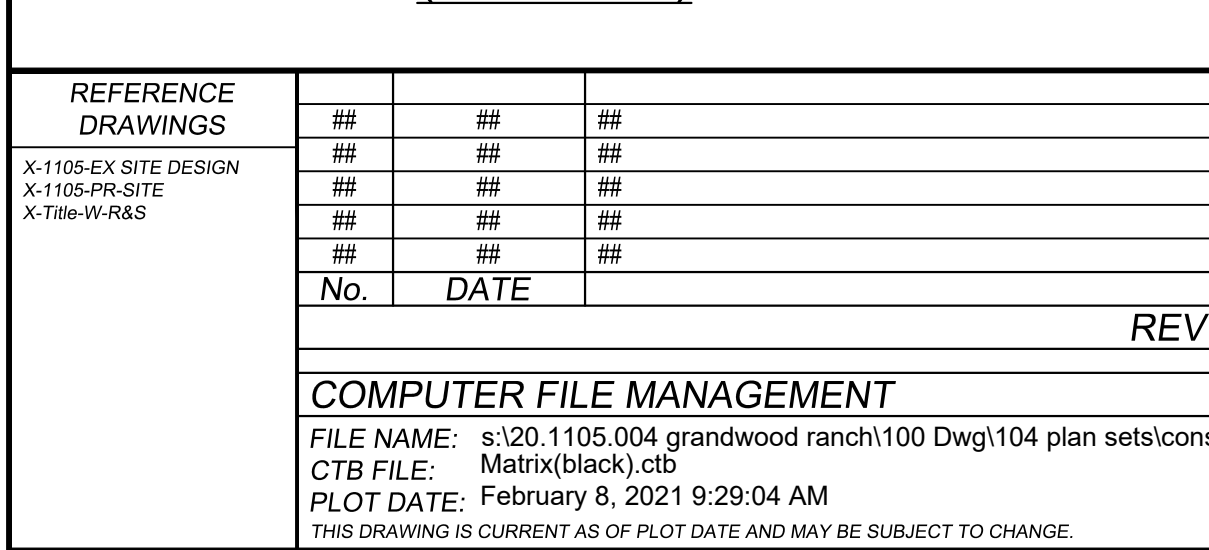 REFERENCE
DRAWINGS
X-1105-EX SITE DESIGN
X-1105-PR-SITE
X-Title-W-R&S
## ## ##
## ## ##
## ## ##
## ## ##
## ## ##
No. DATE
REV
COMPUTER FILE MANAGEMENT
FILE NAME: s:\20.1105.004 grandwood ranch\100 Dwg\104 plan sets\cons
CTB FILE: Matrix(black).ctb
PLOT DATE: February 8, 2021 9:29:04 AM
THIS DRAWING IS CURRENT AS OF PLOT DATE AND MAY BE SUBJECT TO CHANGE.